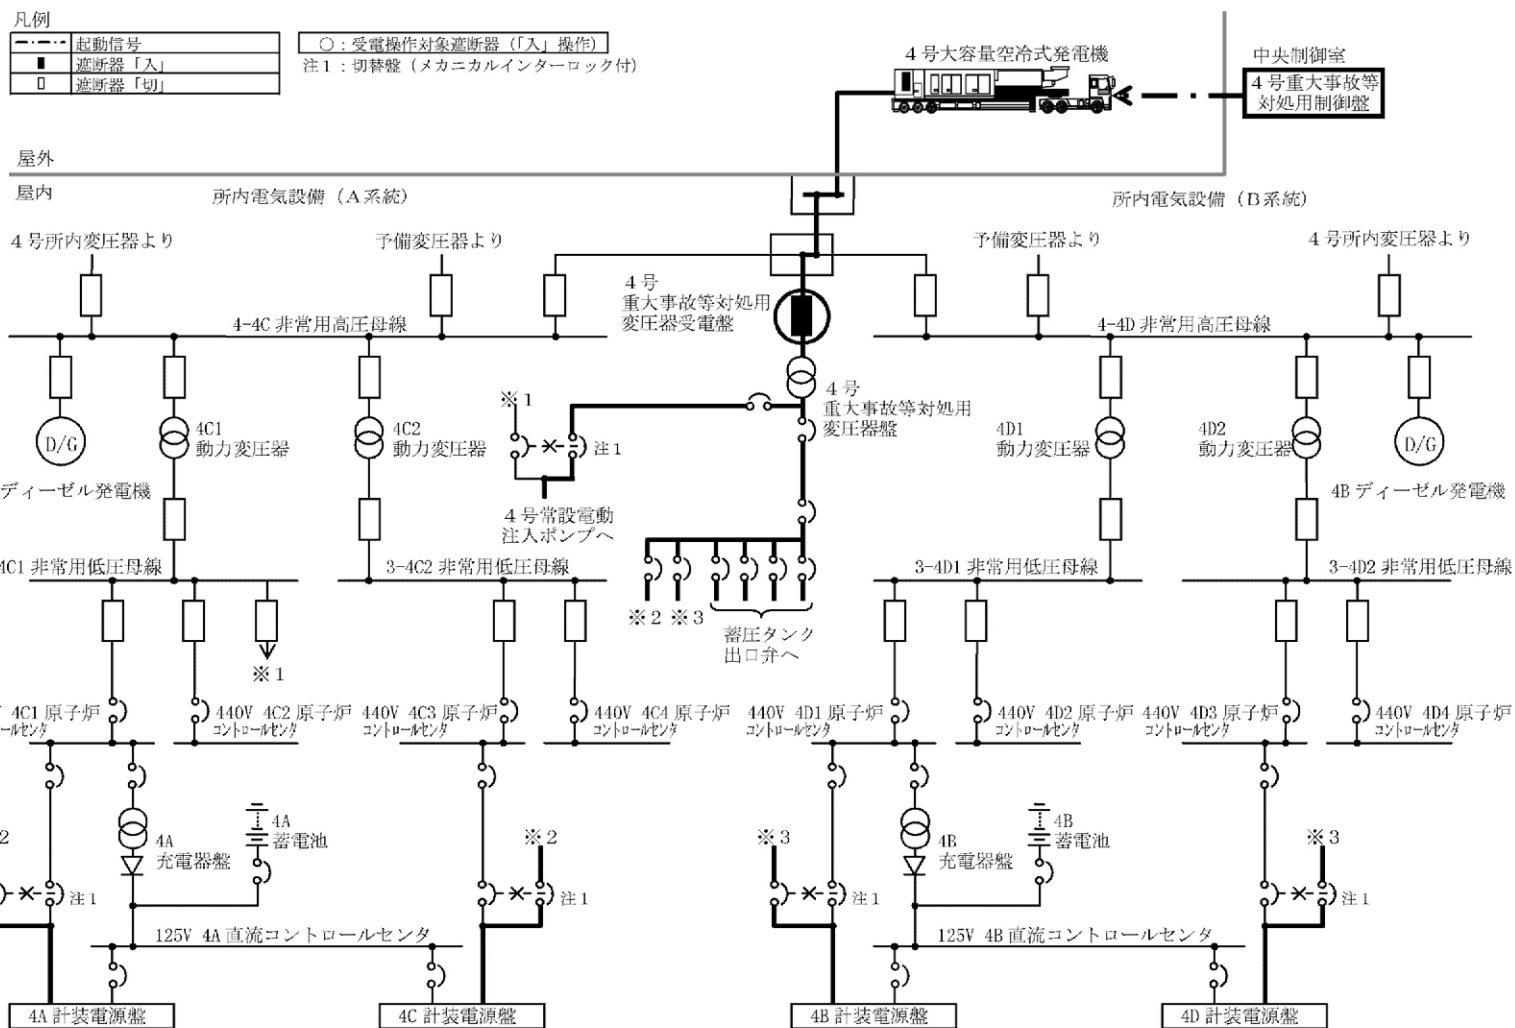 凡例
起動信号
遮断器「入」
遮断器「切」
○：受電操作対象遮断器（「入」操作）
注１：切替盤（メカニカルインターロック付）
４号大容量空冷式発電機
中央制御室
４号重大事故等
対処用制御盤
屋外
屋内
所内電気設備（Ａ系統）
所内電気設備（Ｂ系統）
４号所内変圧器より
予備変圧器より
予備変圧器より
４号所内変圧器より
４号
重大事故等対処用
変圧器受電盤
4-4C 非常用高圧母線
4-4D 非常用高圧母線
４号
重大事故等対処用
変圧器盤
※１
注１
D/G
4C1
動力変圧器
4C2
動力変圧器
4D1
動力変圧器
4D2
動力変圧器
D/G
ディーゼル発電機
4B ディーゼル発電機
４号常設電動
注入ポンプへ
4C1 非常用低圧母線
3-4C2 非常用低圧母線
3-4D1 非常用低圧母線
3-4D2 非常用低圧母線
※２ ※３
蓄圧タンク
出口弁へ
※１
4C1 原子炉
ールセンタ
440V 4C2 原子炉
コントロールセンタ
440V 4C3 原子炉
コントロールセンタ
440V 4C4 原子炉
コントロールセンタ
440V 4D1 原子炉
コントロールセンタ
440V 4D2 原子炉
コントロールセンタ
440V 4D3 原子炉
コントロールセンタ
440V 4D4 原子炉
コントロールセンタ
2
4A
充電器盤
4A
蓄電池
※２
※３
4B
充電器盤
4B
蓄電池
※３
注１
注１
注１
注１
125V 4A 直流コントロールセンタ
125V 4B 直流コントロールセンタ
4A 計装電源盤
4C 計装電源盤
4B 計装電源盤
4D 計装電源盤